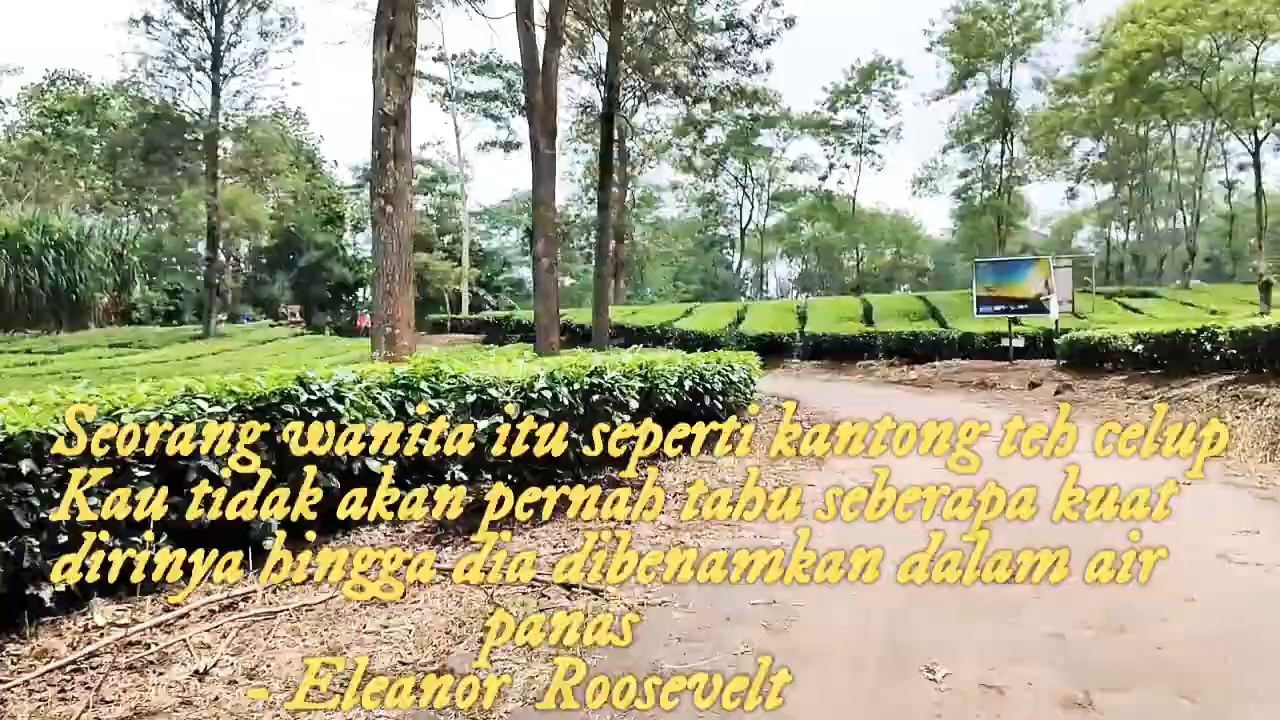 Seorang wanita itu seperti kantong teh celup
Kau tidak akan pernah tahu seberapa kuat
dirinya hingga dia dibenamkan dalam air
panas
- Eleanor Roosevelt